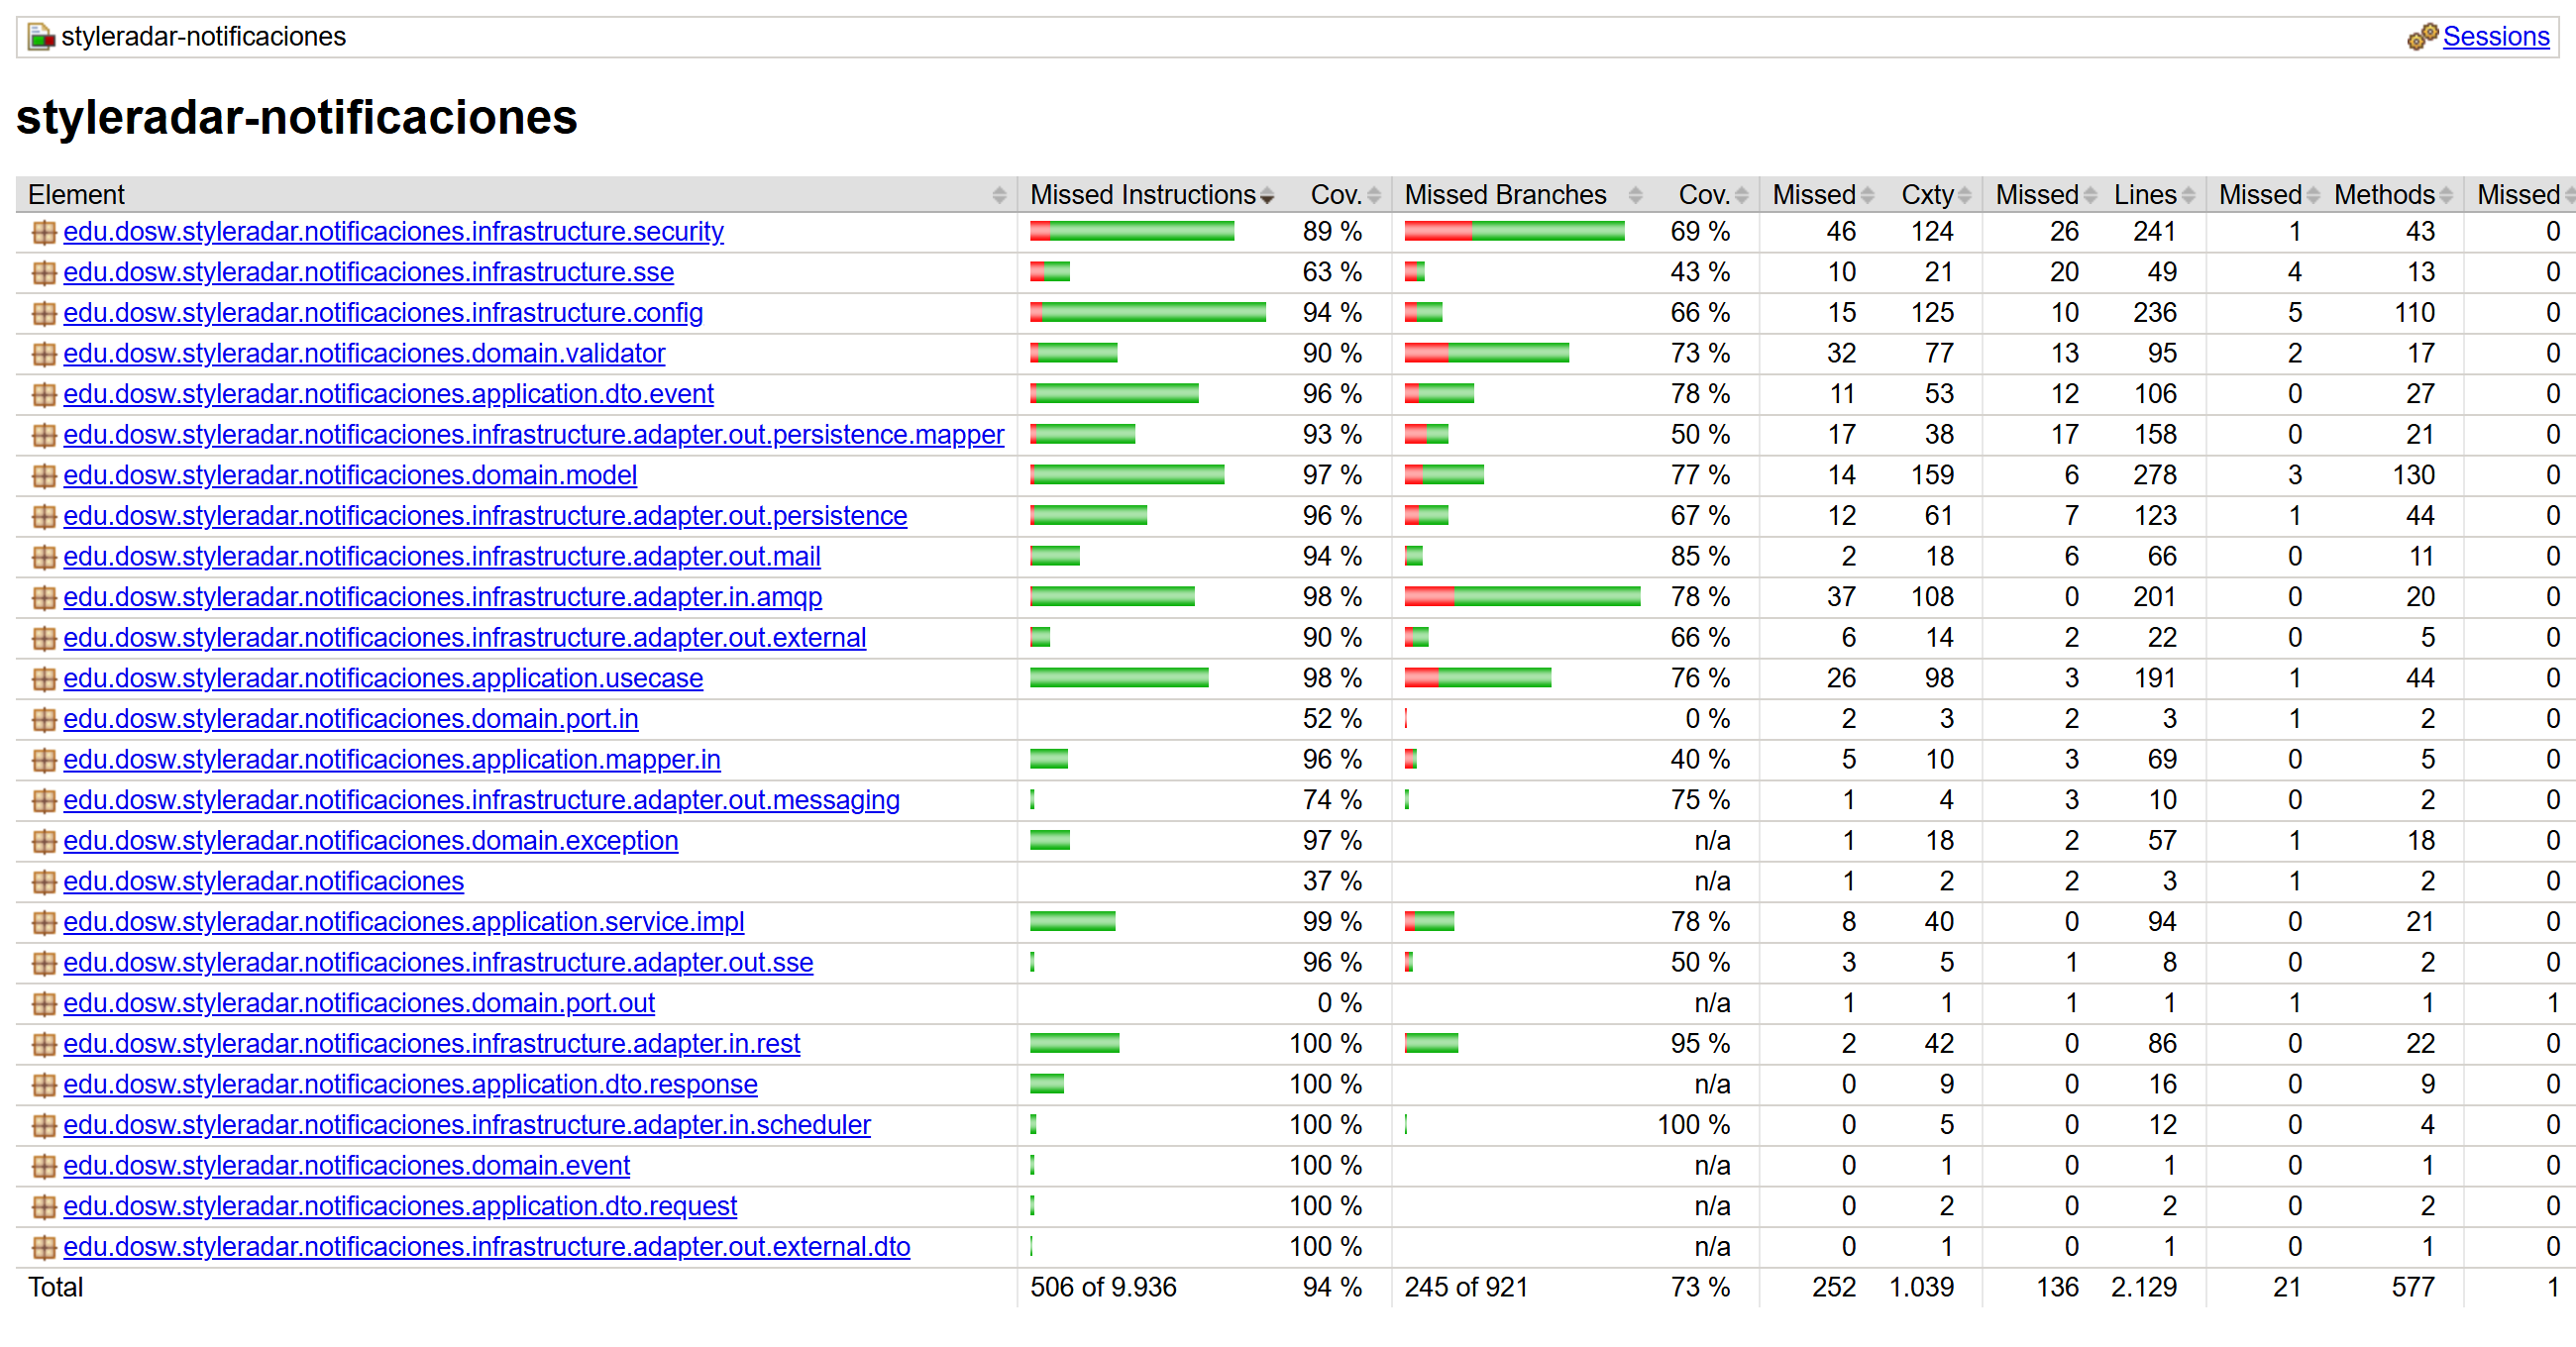 styleradar-notificaciones Sessions
styleradar-notificaciones
Element Missed Instructions Cov. Missed Branches Cov. Missed Cxty Missed Lines Missed Methods Missed
edu.dosw.styleradar.notificaciones.infrastructure.security 89 % 69 % 46 124 26 241 1 43 0
edu.dosw.styleradar.notificaciones.infrastructure.sse 63 % 43 % 10 21 20 49 4 13 0
edu.dosw.styleradar.notificaciones.infrastructure.config 94 % 66 % 15 125 10 236 5 110 0
edu.dosw.styleradar.notificaciones.domain.validator 90 % 73 % 32 77 13 95 2 17 0
edu.dosw.styleradar.notificaciones.application.dto.event 96 % 78 % 11 53 12 106 0 27 0
edu.dosw.styleradar.notificaciones.infrastructure.adapter.out.persistence.mapper 93 % 50 % 17 38 17 158 0 21 0
edu.dosw.styleradar.notificaciones.domain.model 97 % 77 % 14 159 6 278 3 130 0
edu.dosw.styleradar.notificaciones.infrastructure.adapter.out.persistence 96 % 67 % 12 61 7 123 1 44 0
edu.dosw.styleradar.notificaciones.infrastructure.adapter.out.mail 94 % 85 % 2 18 6 66 0 11 0
edu.dosw.styleradar.notificaciones.infrastructure.adapter.in.amqp 98 % 78 % 37 108 0 201 0 20 0
edu.dosw.styleradar.notificaciones.infrastructure.adapter.out.external 90 % 66 % 6 14 2 22 0 5 0
edu.dosw.styleradar.notificaciones.application.usecase 98 % 76 % 26 98 3 191 1 44 0
edu.dosw.styleradar.notificaciones.domain.port.in 52 % 0 % 2 3 2 3 1 2 0
edu.dosw.styleradar.notificaciones.application.mapper.in 96 % 40 % 5 10 3 69 0 5 0
edu.dosw.styleradar.notificaciones.infrastructure.adapter.out.messaging 74 % 75 % 1 4 3 10 0 2 0
edu.dosw.styleradar.notificaciones.domain.exception 97 % n/a 1 18 2 57 1 18 0
edu.dosw.styleradar.notificaciones 37 % n/a 1 2 2 3 1 2 0
edu.dosw.styleradar.notificaciones.application.service.impl 99 % 78 % 8 40 0 94 0 21 0
edu.dosw.styleradar.notificaciones.infrastructure.adapter.out.sse 96 % 50 % 3 5 1 8 0 2 0
edu.dosw.styleradar.notificaciones.domain.port.out 0 % n/a 1 1 1 1 1 1 1
edu.dosw.styleradar.notificaciones.infrastructure.adapter.in.rest 100 % 95 % 2 42 0 86 0 22 0
edu.dosw.styleradar.notificaciones.application.dto.response 100 % n/a 0 9 0 16 0 9 0
edu.dosw.styleradar.notificaciones.infrastructure.adapter.in.scheduler 100 % 100 % 0 5 0 12 0 4 0
edu.dosw.styleradar.notificaciones.domain.event 100 % n/a 0 1 0 1 0 1 0
edu.dosw.styleradar.notificaciones.application.dto.request 100 % n/a 0 2 0 2 0 2 0
edu.dosw.styleradar.notificaciones.infrastructure.adapter.out.external.dto 100 % n/a 0 1 0 1 0 1 0
Total 506 of 9.936 94 % 245 of 921 73 % 252 1.039 136 2.129 21 577 1